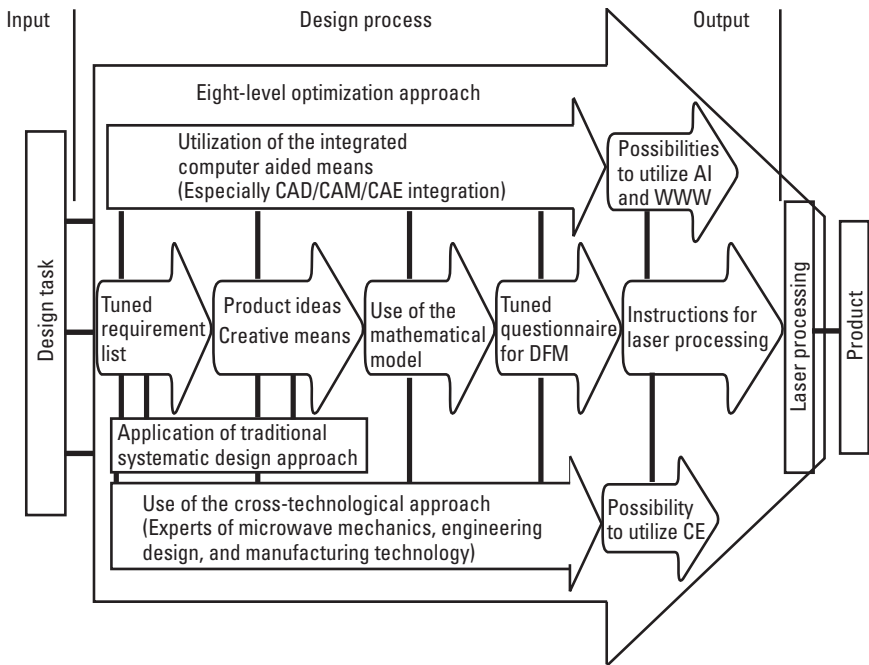 Input
Design process
Output
Eight-level optimization approach
Utilization of the integrated
computer aided means
(Especially CAD/CAM/CAE integration)
Possibilities
to utilize AI
and WWW
Design task
Tuned
requirement
list
Product ideas
Creative means
Use of the
mathematical
model
Tuned
questionnaire
for DFM
Instructions for
laser processing
Laser processing
Product
Application of traditional
systematic design approach
Use of the cross-technological approach
(Experts of microwave mechanics, engineering
design, and manufacturing technology)
Possibility
to utilize CE